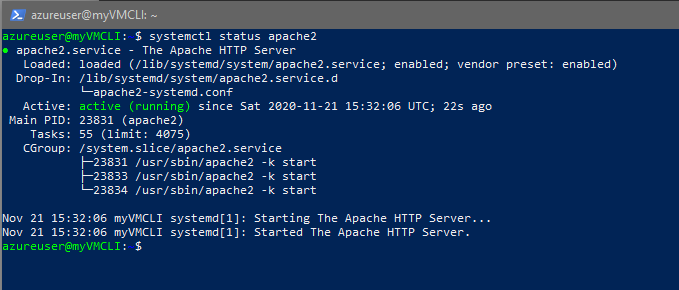 azureuser@myVMCLI: ~
azureuser@myVMCLI:~$ systemctl status apache2
● apache2.service - The Apache HTTP Server
   Loaded: loaded (/lib/systemd/system/apache2.service; enabled; vendor preset: enabled)
  Drop-In: /lib/systemd/system/apache2.service.d
           └─apache2-systemd.conf
   Active: active (running) since Sat 2020-11-21 15:32:06 UTC; 22s ago
 Main PID: 23831 (apache2)
    Tasks: 55 (limit: 4075)
   CGroup: /system.slice/apache2.service
           ├─23831 /usr/sbin/apache2 -k start
           ├─23833 /usr/sbin/apache2 -k start
           └─23834 /usr/sbin/apache2 -k start
Nov 21 15:32:06 myVMCLI systemd[1]: Starting The Apache HTTP Server...
Nov 21 15:32:06 myVMCLI systemd[1]: Started The Apache HTTP Server.
azureuser@myVMCLI:~$